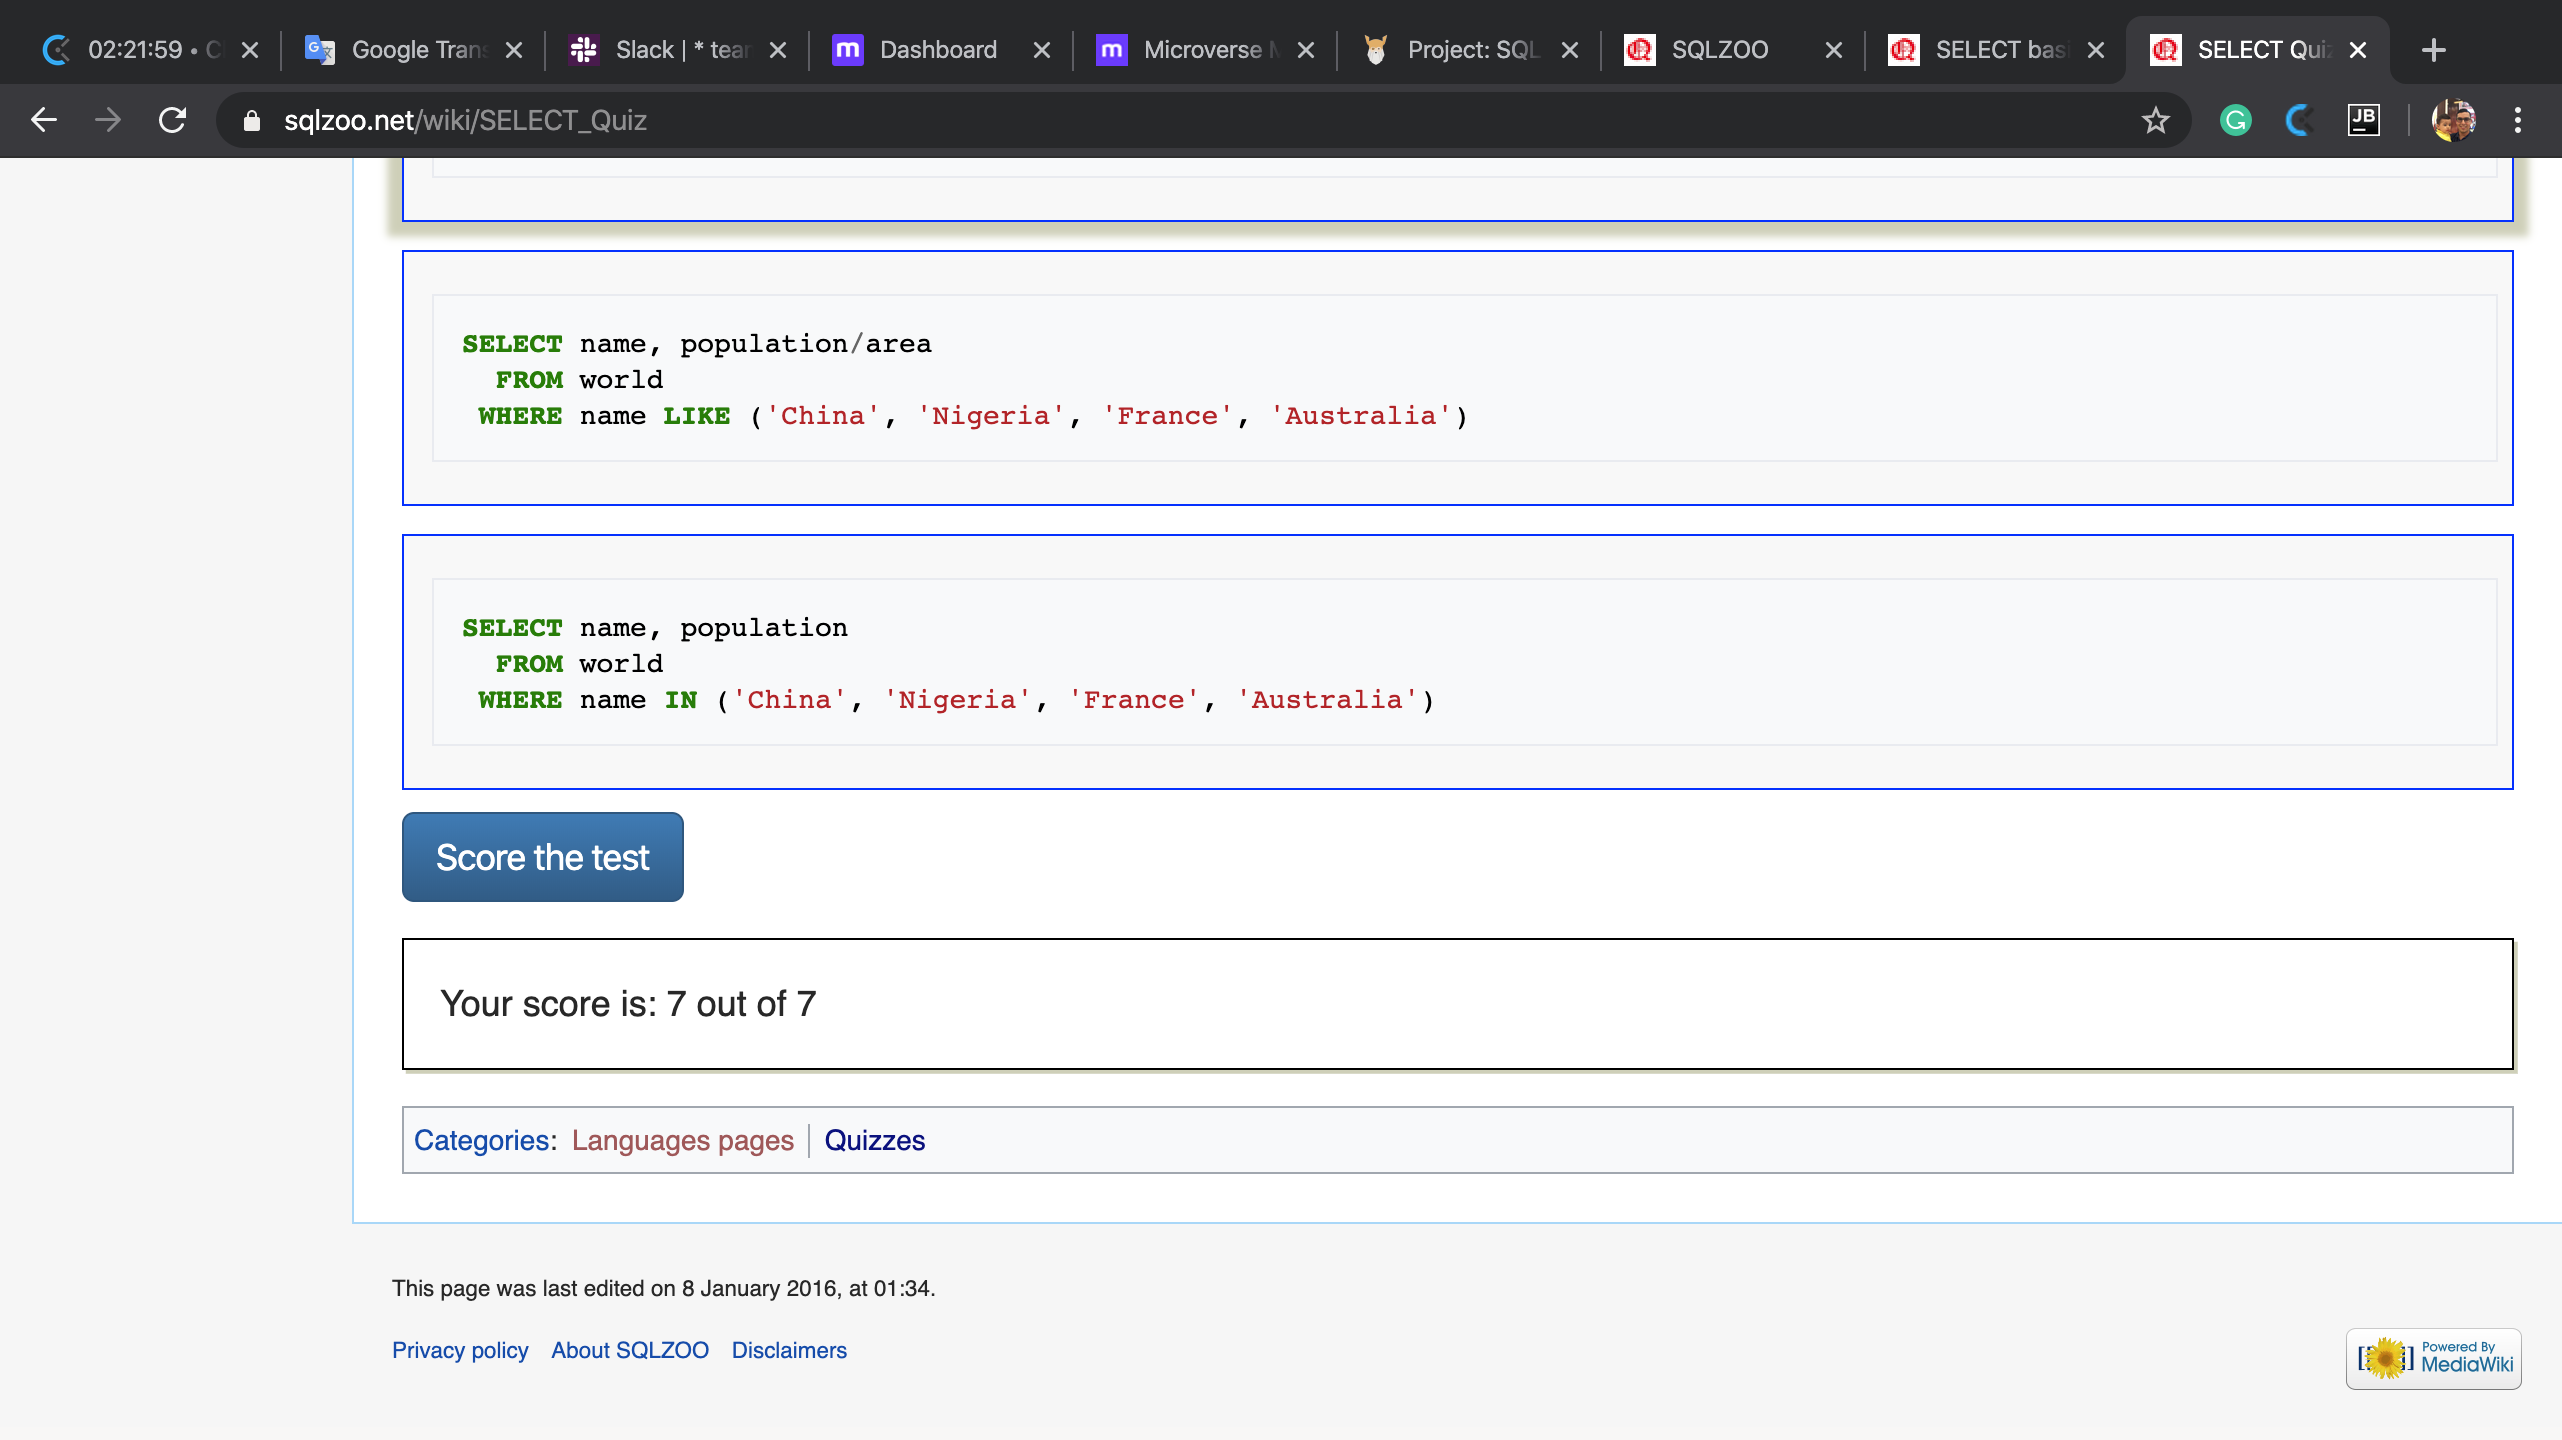 02:21:59 • C
Google Trans
Slack | * tear
Dashboard
Microverse
Project: SQL
SQLZOO
SELECT bas
SELECT Qui
sqlzoo.net/wiki/SELECT_Quiz
JB
SELECT name, population/area
FROM world
WHERE name LIKE ('China', 'Nigeria', 'France', 'Australia')
SELECT name, population
FROM world
WHERE name IN ('China', 'Nigeria', 'France', 'Australia')
Score the test
Your score is: 7 out of 7
Categories: Languages pages | Quizzes
This page was last edited on 8 January 2016, at 01:34.
Privacy policy About SQLZOO Disclaimers
Powered By
MediaWiki